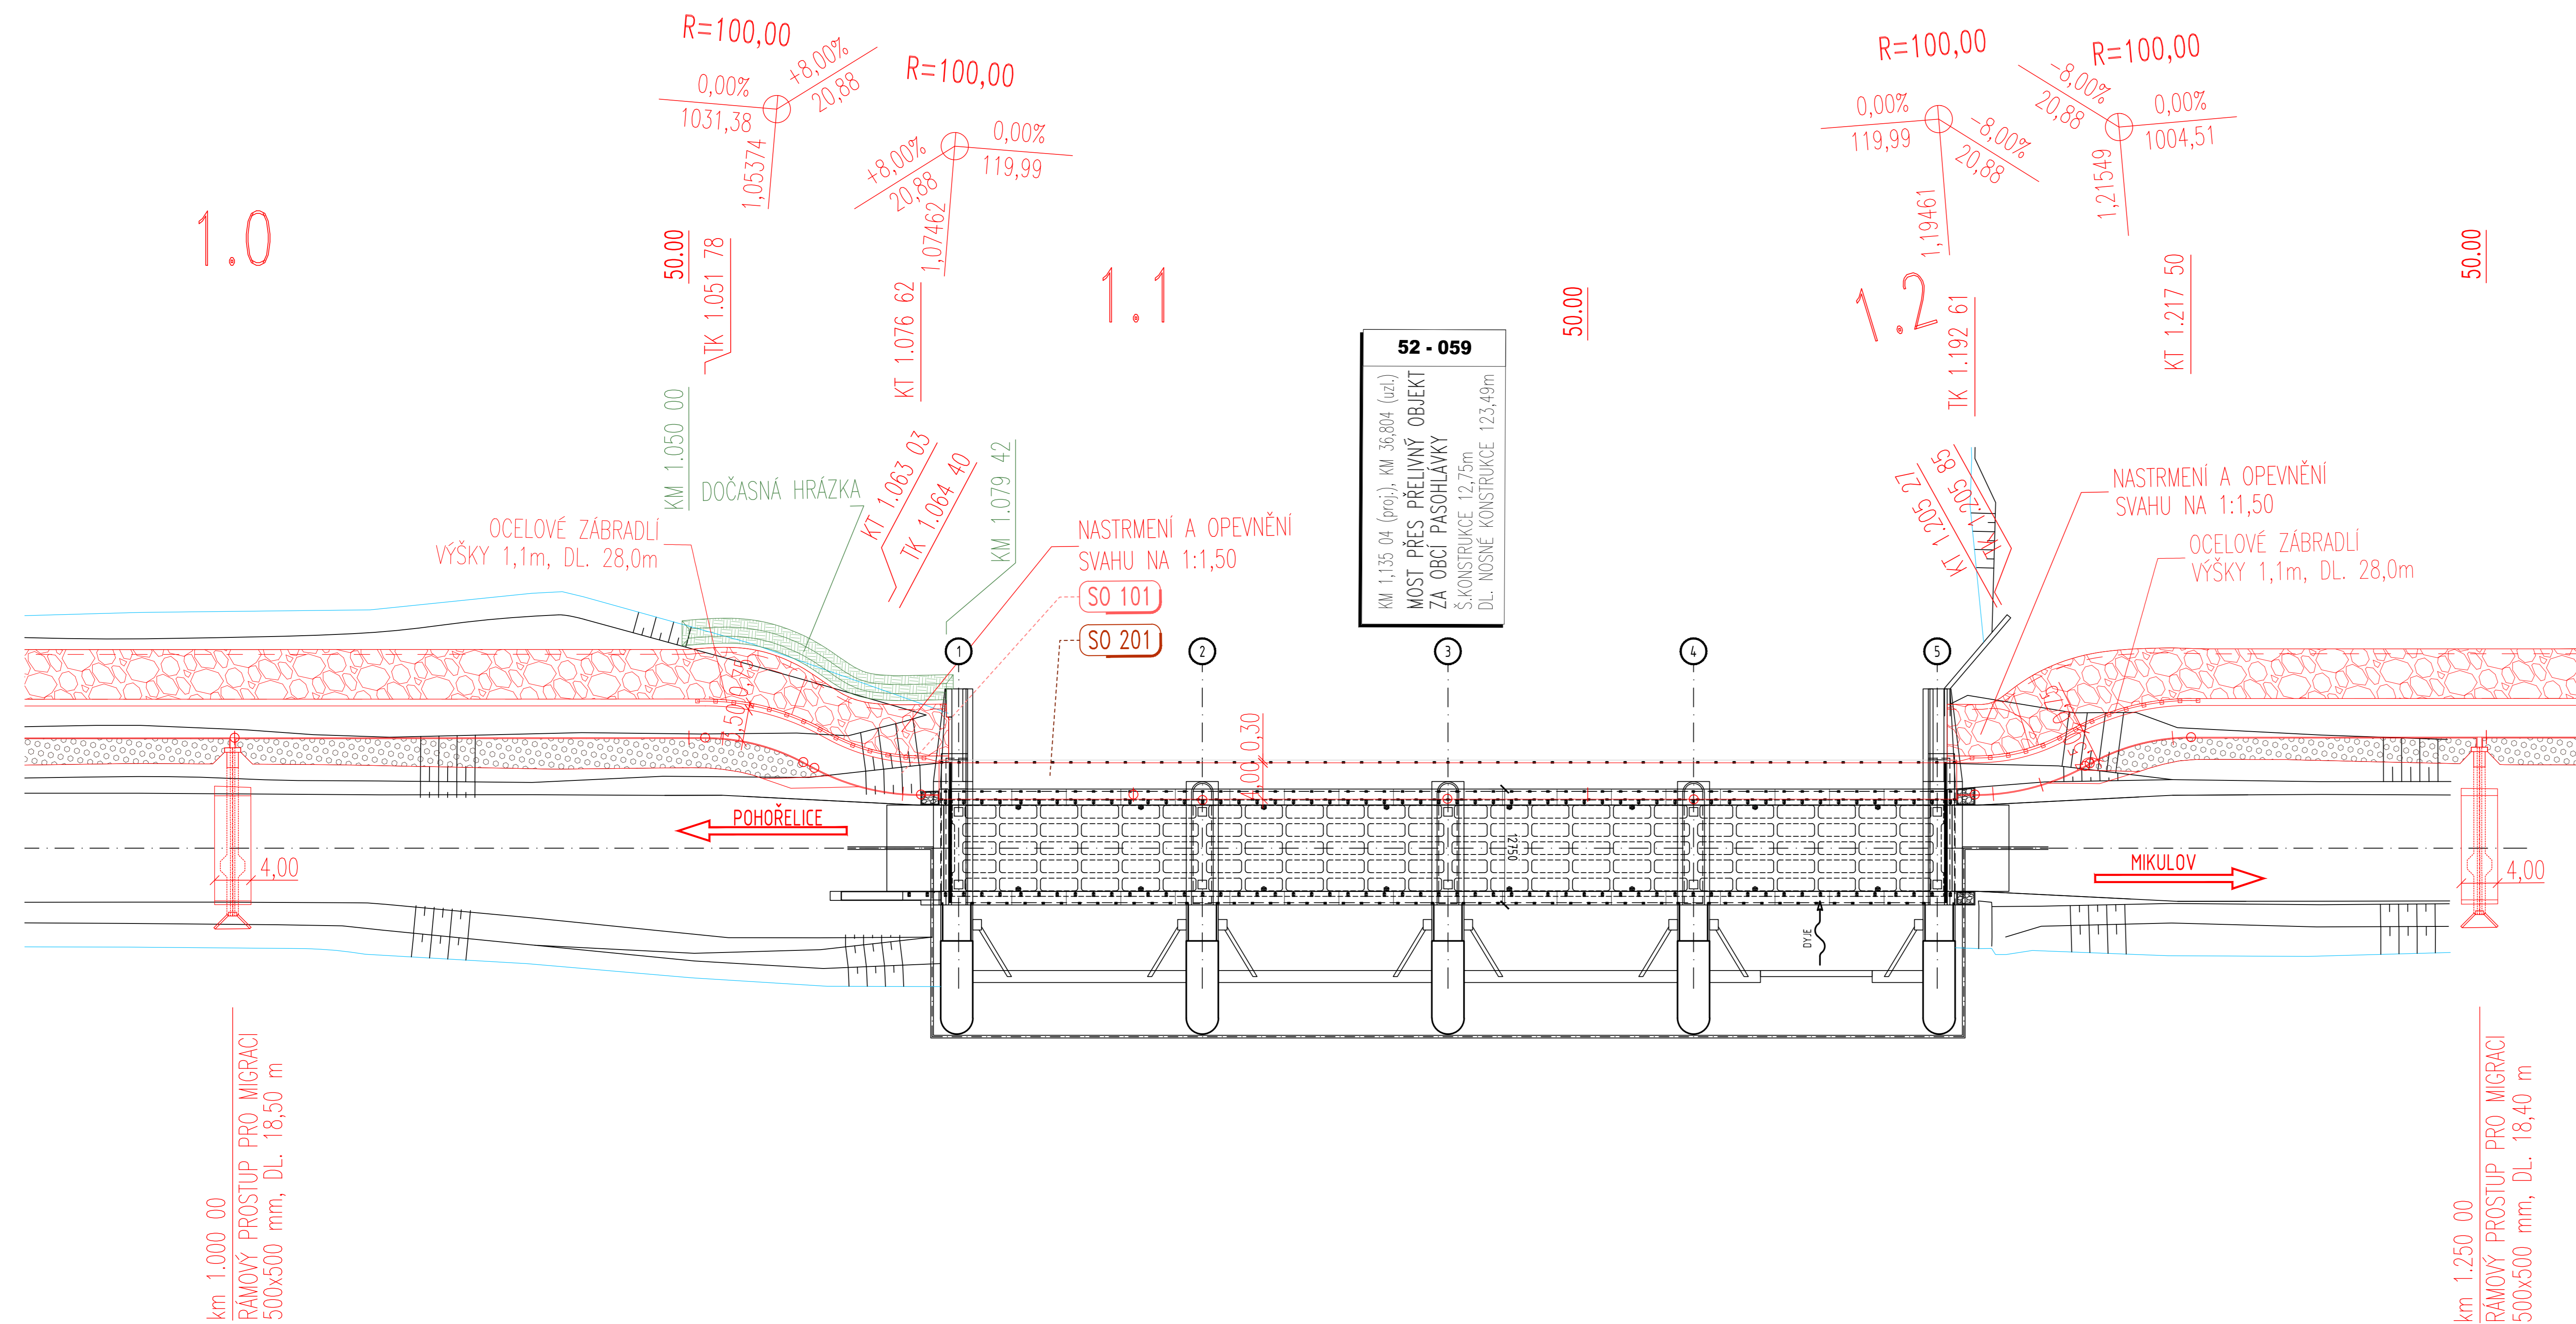 R=100,00
0,00%
1031,38
+8,00%
20,88
1,05374
R=100,00
+8,00%
20,88
0,00%
119,99
1,07462
R=100,00
0,00%
119,99
-8,00%
20,88
1,19461
R=100,00
-8,00%
20,88
0,00%
1004,51
1,21549
1.0
50.00
TK 1.051 78
KT 1.076 62
1.1
50.00
1.2
TK 1.192 61
KT 1.217 50
50.00
52 - 059
KM 1,135 04 (proj.), KM 36,804 (uzl.)
MOST PŘES PŘELIVNÝ OBJEKT
ZA OBCÍ PASOHLÁVKY
Š.KONSTRUKCE 12,75m
DL. NOSNÉ KONSTRUKCE 123,49m
KM 1.050 00
DOČASNÁ HRÁZKA
KT 1.063 03
TK 1.064 40
KM 1.079 42
OCELOVÉ ZÁBRADLÍ
VÝŠKY 1,1m, DL. 28,0m
NASTRMENÍ A OPEVNĚNÍ
SVAHU NA 1:1,50
SO 101
SO 201
KT 1.205 27
TK 1.205 85
NASTRMENÍ A OPEVNĚNÍ
SVAHU NA 1:1,50
OCELOVÉ ZÁBRADLÍ
VÝŠKY 1,1m, DL. 28,0m
1
2
3
4
5
4,00
0,30
12750
POHOŘELICE
MIKULOV
DYJE
4,00
4,00
km 1.000 00
RÁMOVÝ PROSTUP PRO MIGRACI
500x500 mm, DL. 18,50 m
km 1.250 00
RÁMOVÝ PROSTUP PRO MIGRACI
500x500 mm, DL. 18,40 m